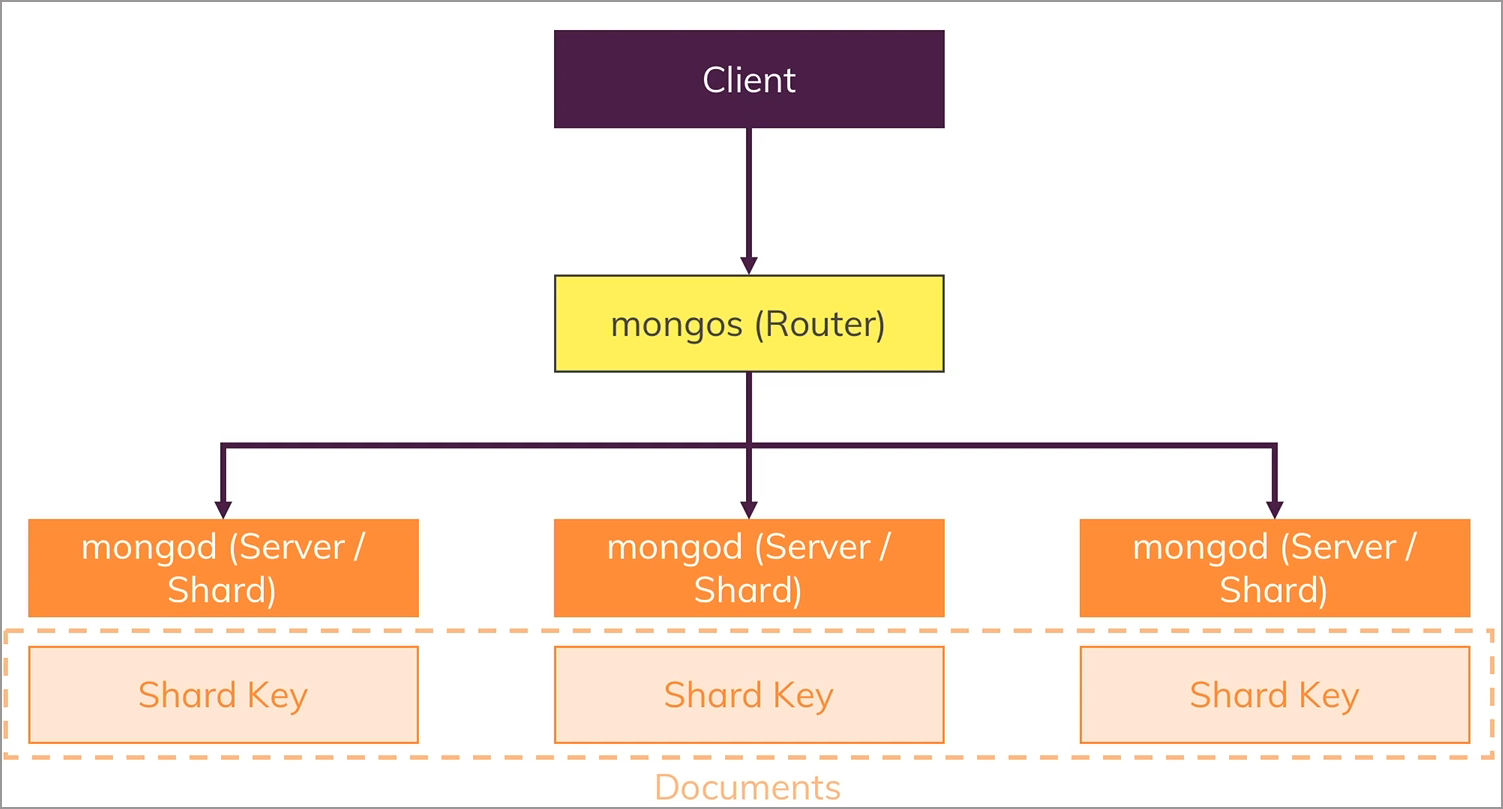 Client
mongos (Router)
mongod (Server /
Shard)
mongod (Server /
Shard)
mongod (Server /
Shard)
Shard Key
Shard Key
Shard Key
Documents